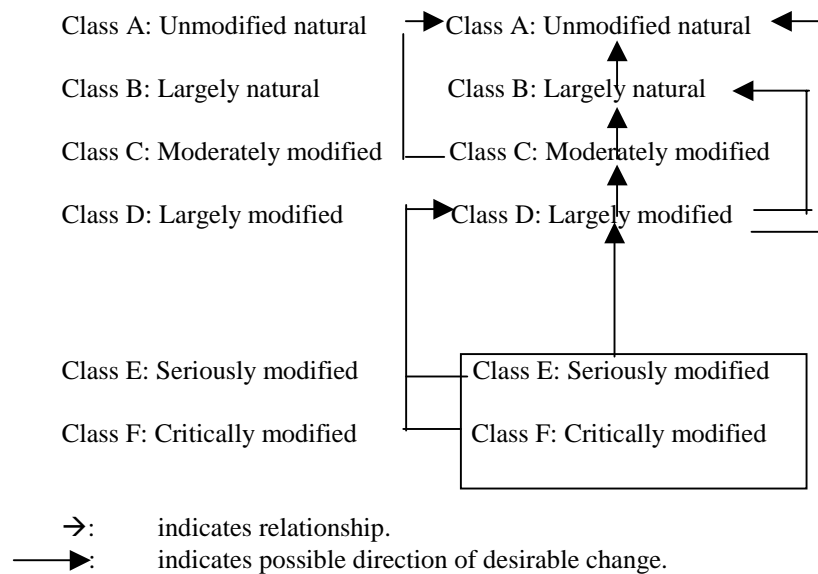 Class A: Unmodified natural Class A: Unmodified natural
Class B: Largely natural Class B: Largely natural
Class C: Moderately modified Class C: Moderately modified
Class D: Largely modified Class D: Largely modified
Class E: Seriously modified Class E: Seriously modified
Class F: Critically modified Class F: Critically modified
→: indicates relationship.
: indicates possible direction of desirable change.